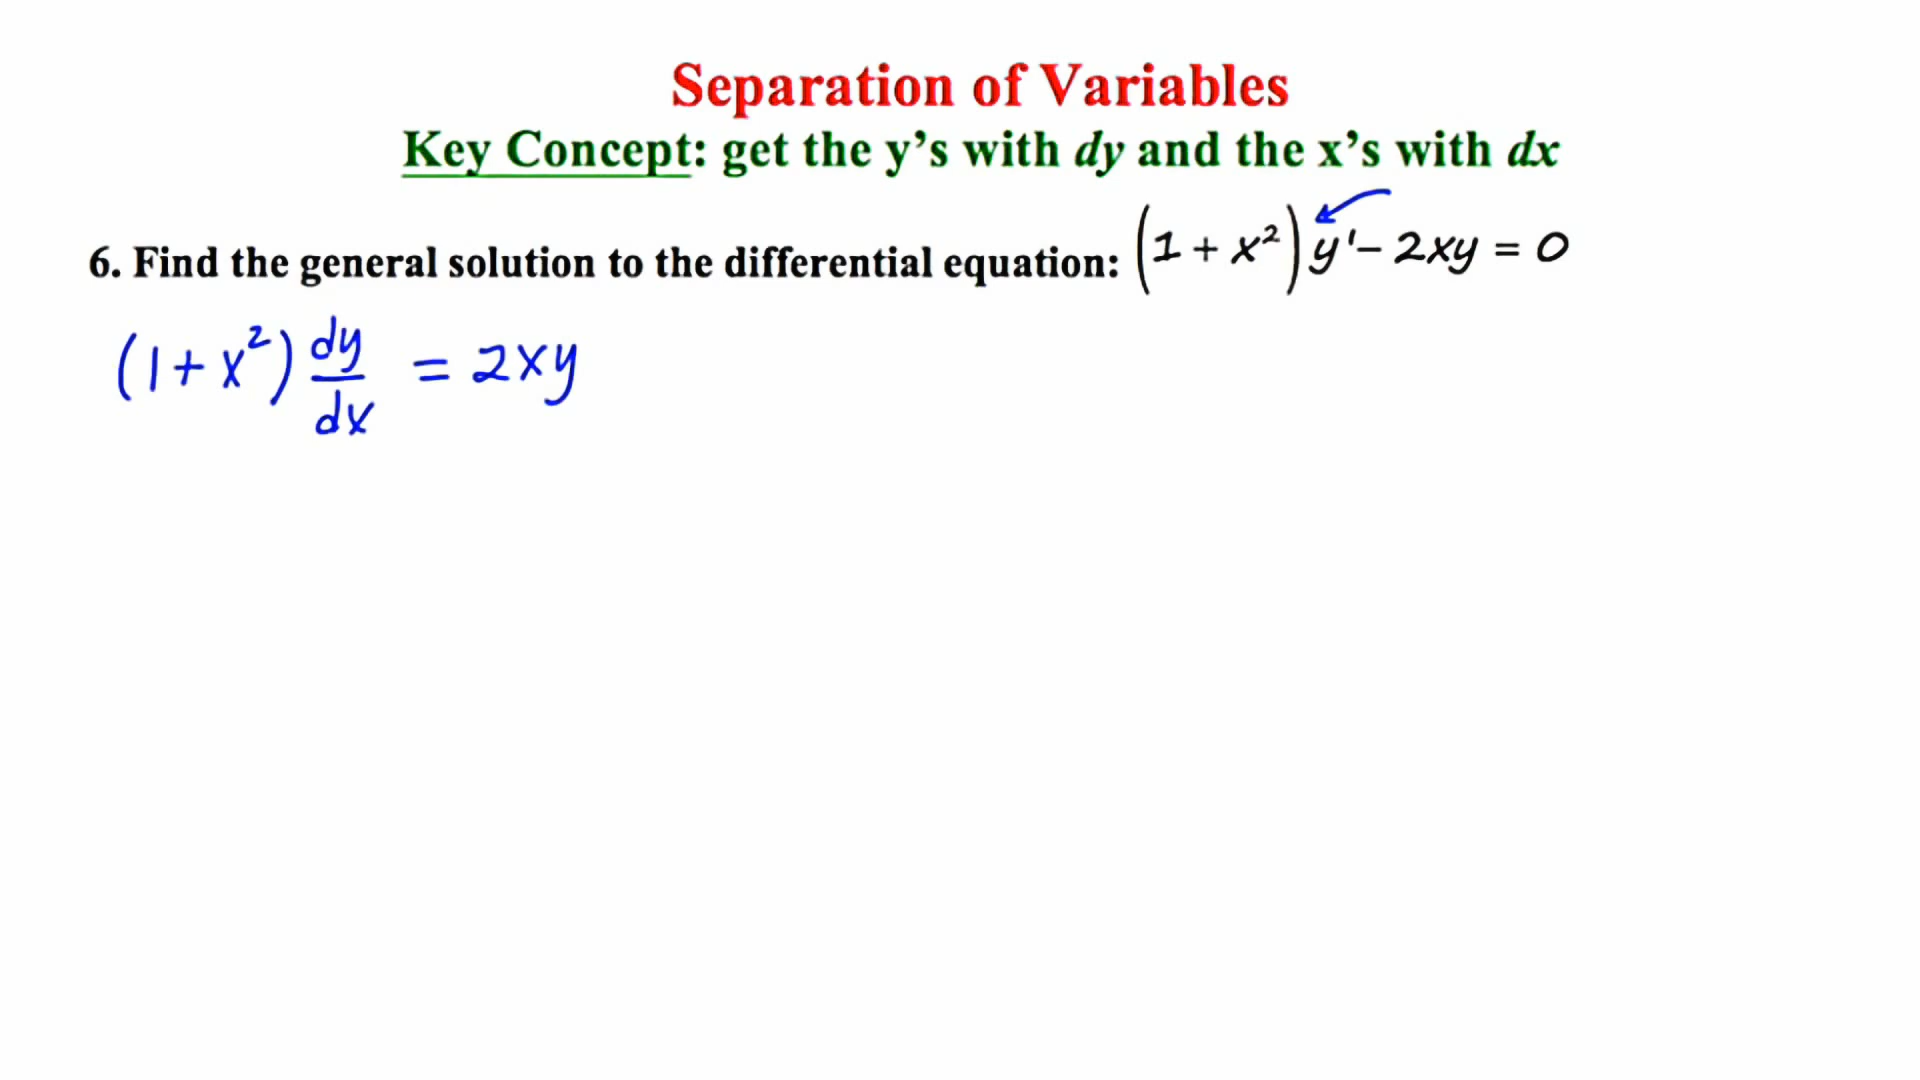 Separation of Variables
Key Concept: get the y’s with dy and the x’s with dx
6. Find the general solution to the differential equation: (1 + x²) y' − 2xy = 0
(1 + x²) dy/dx = 2xy